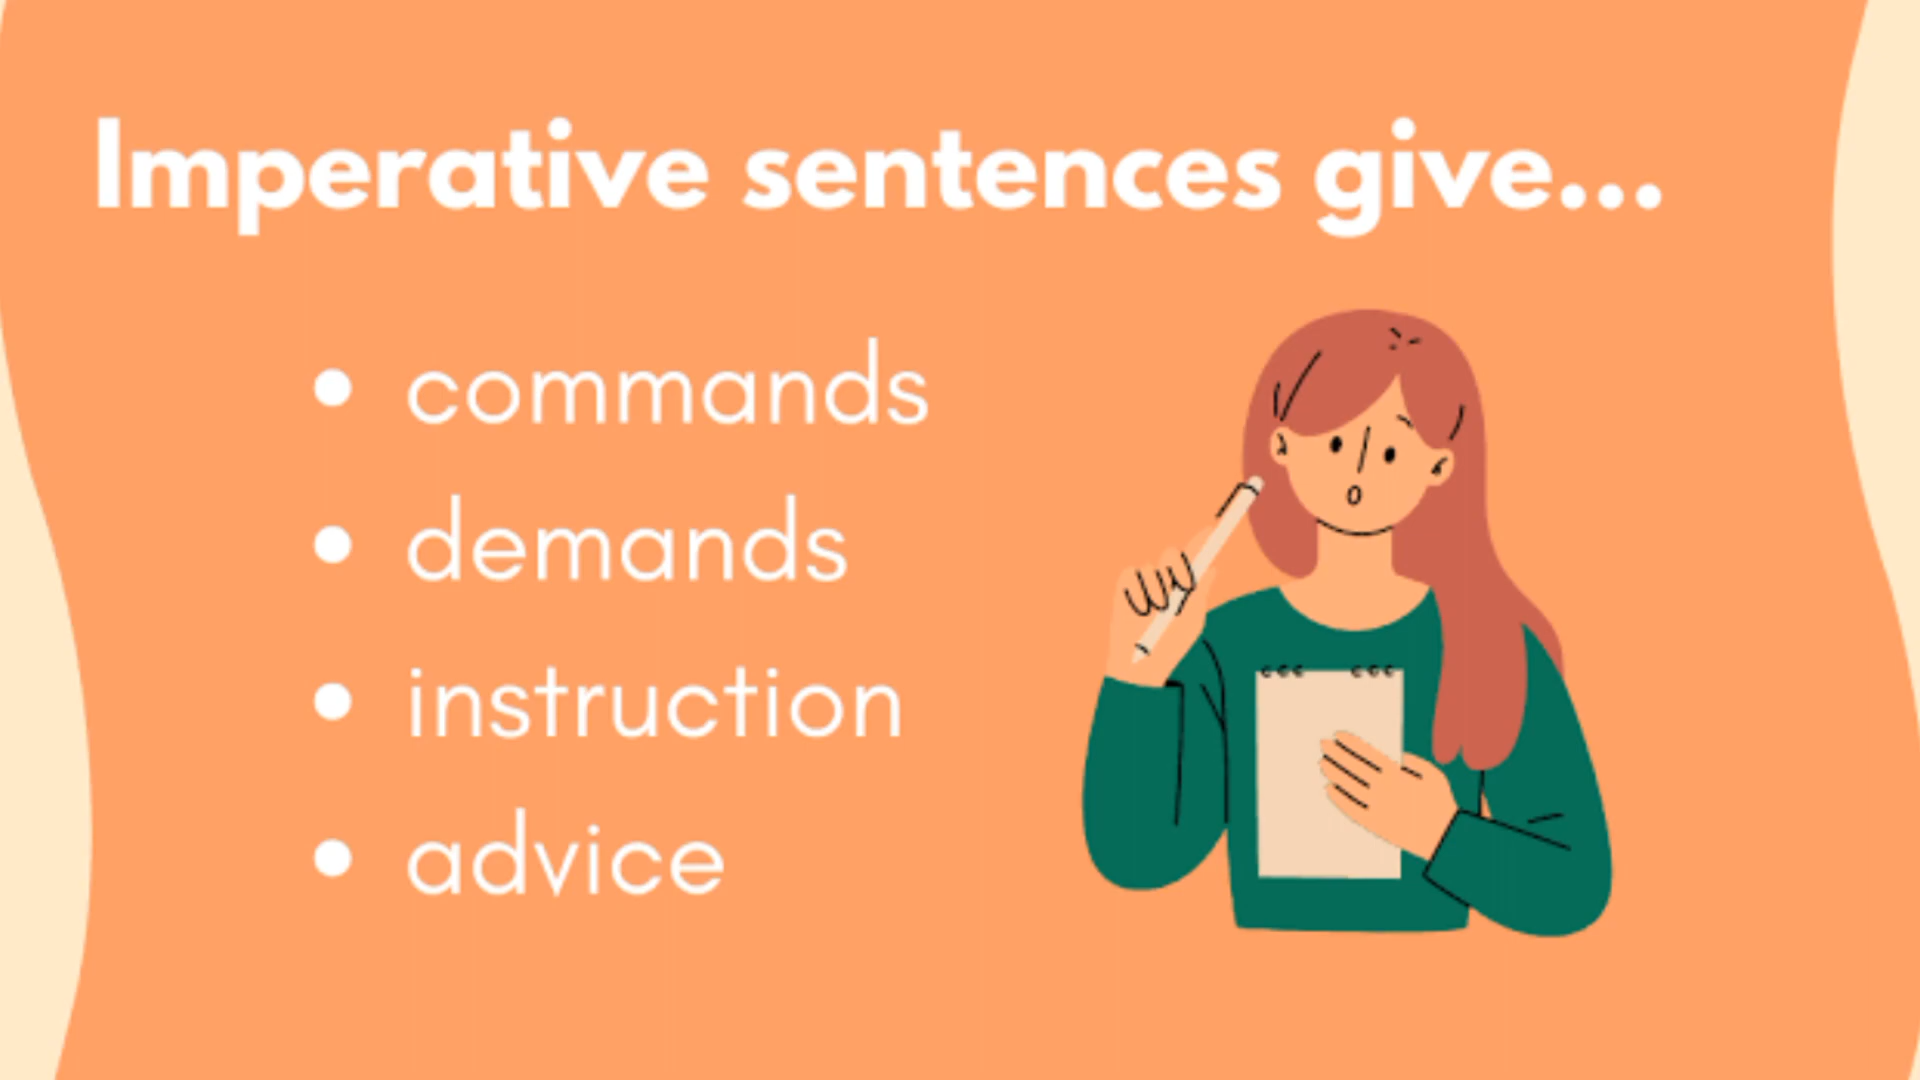 Imperative sentences give...
commands
demands
instruction
advice